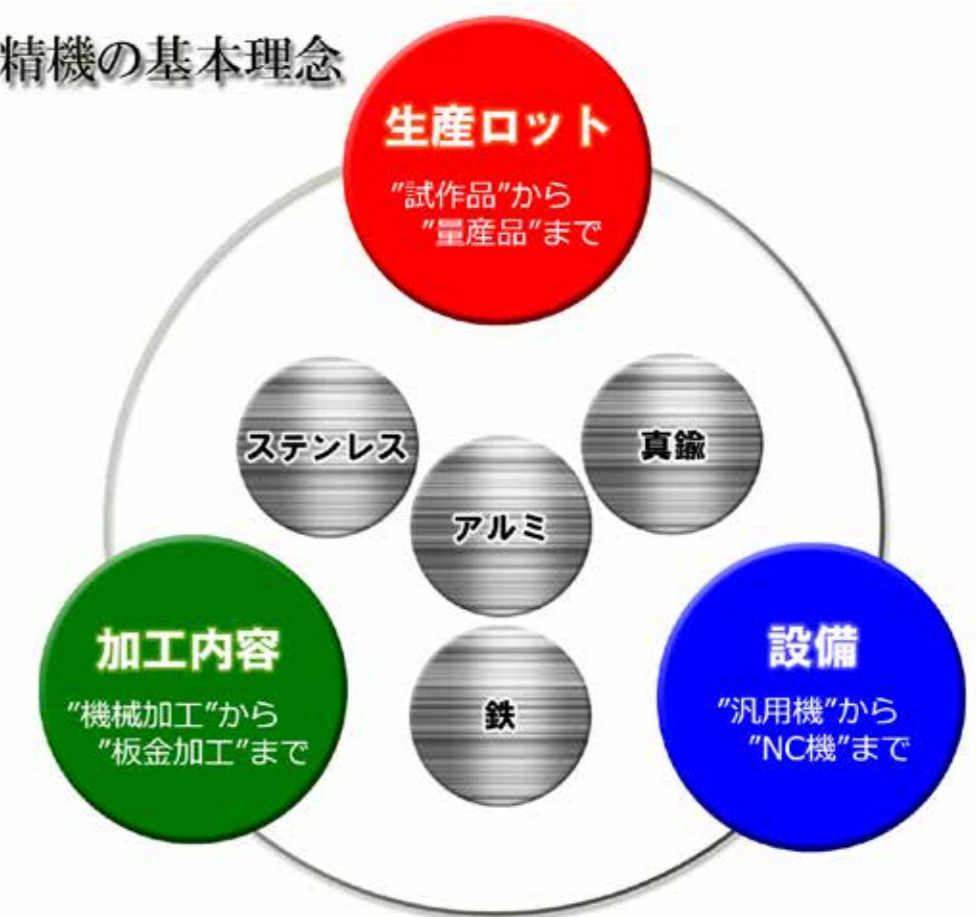 精機の基本理念
生産ロット
”試作品”から
”量産品”まで
ステンレス
真鍮
アルミ
鉄
加工内容
”機械加工”から
”板金加工”まで
設備
”汎用機”から
”NC機”まで